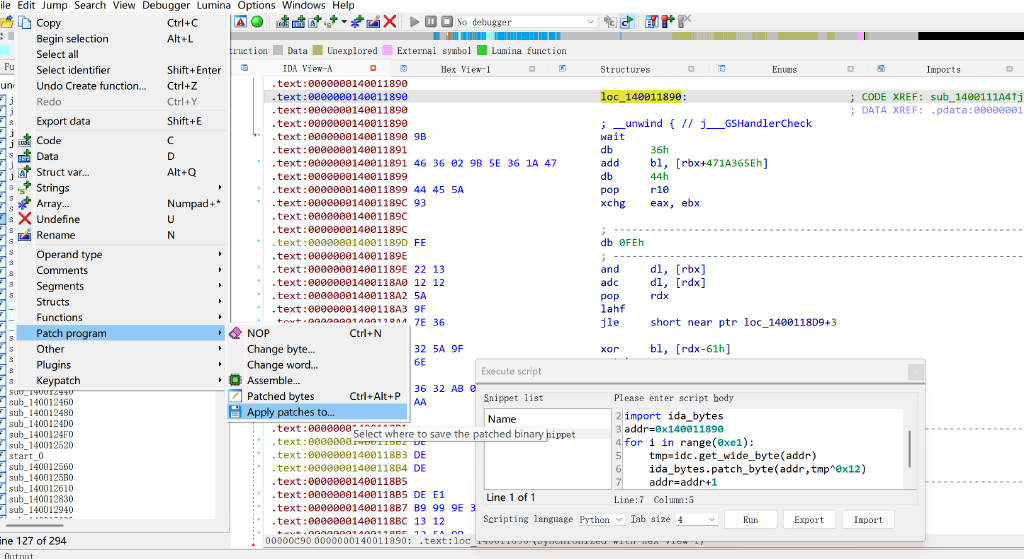 ile Edit Jump Search View Debugger Lumina Options Windows Help
Copy Ctrl+C
Begin selection Alt+L
Select all
Select identifier Shift+Enter
Undo Create function... Ctrl+Z
Redo Ctrl+Y
Export data Shift+E
Code C
Data D
Struct var... Alt+Q
Strings
Array... Numpad+*
Undefine U
Rename N
Operand type
Comments
Segments
Structs
Functions
Patch program
Other
Plugins
Keypatch
NOP Ctrl+N
Change byte...
Change word...
Assemble...
Patched bytes Ctrl+Alt+P
Apply patches to...
Select where to save the patched binary
No debugger
ruction Data Unexplored External symbol Lumina function
IDA View-A Hex View-1 Structures Enums Imports
.text:0000000140011890
.text:0000000140011890 loc_140011890: ; CODE XREF: sub_1400111A4↑j
.text:0000000140011890 ; DATA XREF: .pdata:00000001
.text:0000000140011890 ; __unwind { // j___GSHandlerCheck
.text:0000000140011890 9B wait
.text:0000000140011891 db 36h
.text:0000000140011891 46 36 02 9B 5E 36 1A 47 add bl, [rbx+471A365Eh]
.text:0000000140011899 db 44h
.text:0000000140011899 44 45 5A pop r10
.text:000000014001189C 93 xchg eax, ebx
.text:000000014001189C
.text:000000014001189C ; ---
.text:000000014001189D FE db 0FEh
.text:000000014001189E ; ---
.text:000000014001189E 22 13 and dl, [rbx]
.text:00000001400118A0 12 12 adc dl, [rdx]
.text:00000001400118A2 5A pop rdx
.text:00000001400118A3 9F lahf
.text:00000001400118A4 7E 36 jle short near ptr loc_1400118D9+3
32 5A 9F xor bl, [rdx-61h]
6E
36 32 AB
AA
.text:00000001400118B3 DE
.text:00000001400118B4 DE
.text:00000001400118B5
.text:00000001400118B5 DE E1
.text:00000001400118B7 B9 99 9E
.text:00000001400118BC 13 12
sub_140012440
sub_140012460
sub_140012480
sub_1400124D0
sub_1400124F0
sub_140012520
start_0
sub_140012560
sub_1400125B0
sub_140012610
sub_140012830
sub_140012940
ine 127 of 294
Output
Execute script
Snippet list Please enter script body
Name
nippet
2 import ida_bytes
3 addr=0x140011890
4 for i in range(0xe1):
5 tmp=idc.get_wide_byte(addr)
6 ida_bytes.patch_byte(addr,tmp^0x12)
7 addr=addr+1
Line 1 of 1 Line:7 Column:5
Scripting language Python Tab size 4 Run Export Import